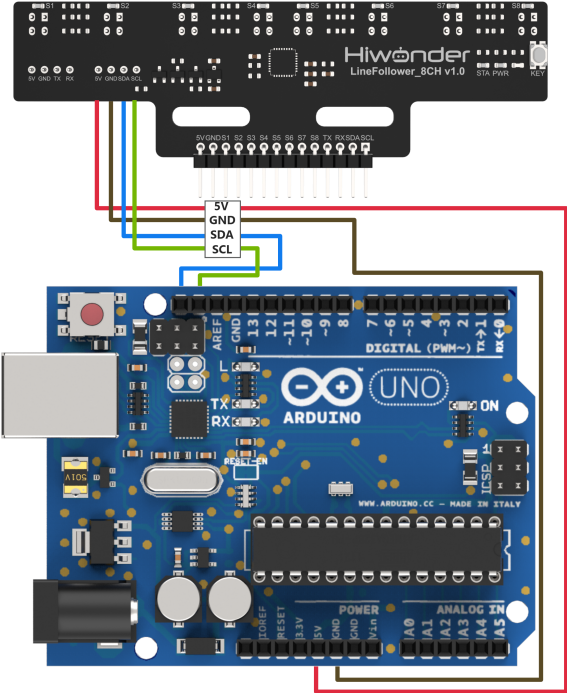 S1 S2 S3 S4 S5 S6 S7 S8
Hiwonder
LineFollower_8CH v1.0
5V GND TX RX 5V GND SDA SCL
STA PWR KEY
5V GND S1 S2 S3 S4 S5 S6 S7 S8 TX RX SDA SCL
5V
GND
SDA
SCL
RESET
AREF
GND
13
12
~11
~10
~9
8
7
~6
~5
4
~3
2
TX→1
RX←0
DIGITAL (PWM~)
L
TX
RX
UNO
ARDUINO
ON
RESET-EN
501V
ICSP
1
WWW.ARDUINO.CC – MADE IN ITALY
POWER
ANALOG IN
IOREF
RESET
3.3V
5V
GND
GND
Vin
A0
A1
A2
A3
A4
A5